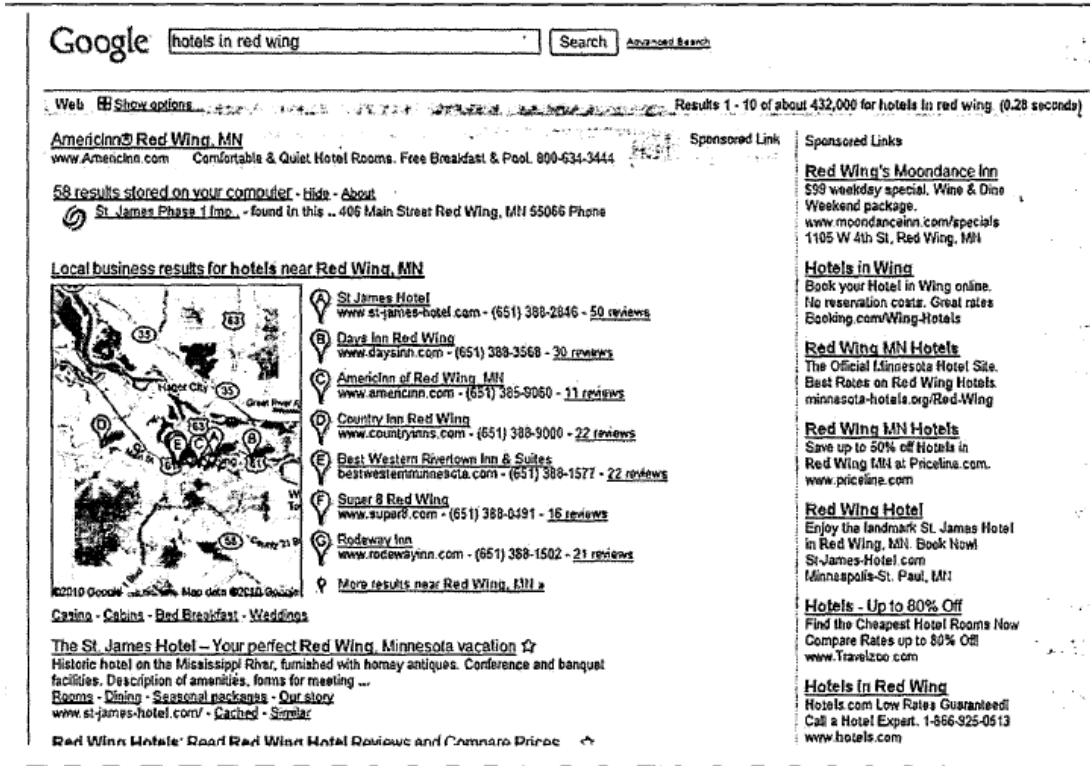 Google hotels in red wing Search Advanced Search
Web Show options... Results 1 - 10 of about 432,000 for hotels in red wing. (0.28 seconds)
AmericInn® Red Wing, MN Sponsored Link
www.AmericInn.com Comfortable & Quiet Hotel Rooms. Free Breakfast & Pool. 800-634-3444
58 results stored on your computer - Hide - About
St. James Phase 1 Imp.. - found in this .. 406 Main Street Red Wing, MN 55066 Phone
Local business results for hotels near Red Wing, MN
35
63
Hager City
35
Great River
63
D
E
C
A
B
61
61
58
County 21 Bl
©2010 Google - Map data ©2010 Google
A St James Hotel
www.st-james-hotel.com - (651) 388-2846 - 50 reviews
B Days Inn Red Wing
www.daysinn.com - (651) 388-3568 - 30 reviews
C AmericInn of Red Wing MN
www.americinn.com - (651) 385-9060 - 11 reviews
D Country Inn Red Wing
www.countryinns.com - (651) 388-9000 - 22 reviews
E Best Western Rivertown Inn & Suites
bestwesternminnesota.com - (651) 388-1577 - 22 reviews
F Super 8 Red Wing
www.super8.com - (651) 388-0491 - 16 reviews
G Rodeway Inn
www.rodewayinn.com - (651) 388-1502 - 21 reviews
More results near Red Wing, MN »
Casino - Cabins - Bed Breakfast - Weddings
The St. James Hotel – Your perfect Red Wing, Minnesota vacation
Historic hotel on the Mississippi River, furnished with homey antiques. Conference and banquet
facilities. Description of amenities, forms for meeting ...
Rooms - Dining - Seasonal packages - Our story
www.st-james-hotel.com/ - Cached - Similar
Red Wing Hotels: Read Red Wing Hotel Reviews and Compare Prices
Sponsored Links
Red Wing's Moondance Inn
$99 weekday special, Wine & Dine
Weekend package.
www.moondanceinn.com/specials
1105 W 4th St, Red Wing, MN
Hotels in Wing
Book your Hotel in Wing online.
No reservation costs. Great rates
Booking.com/Wing-Hotels
Red Wing MN Hotels
The Official Minnesota Hotel Site.
Best Rates on Red Wing Hotels.
minnesota-hotels.org/Red-Wing
Red Wing MN Hotels
Save up to 50% off Hotels in
Red Wing MN at Priceline.com.
www.priceline.com
Red Wing Hotel
Enjoy the landmark St. James Hotel
in Red Wing, MN. Book Now!
St-James-Hotel.com
Minneapolis-St. Paul, MN
Hotels - Up to 80% Off
Find the Cheapest Hotel Rooms Now
Compare Rates up to 80% Off!
www.Travelzoo.com
Hotels in Red Wing
Hotels.com Low Rates Guaranteed!
Call a Hotel Expert. 1-866-925-0513
www.hotels.com